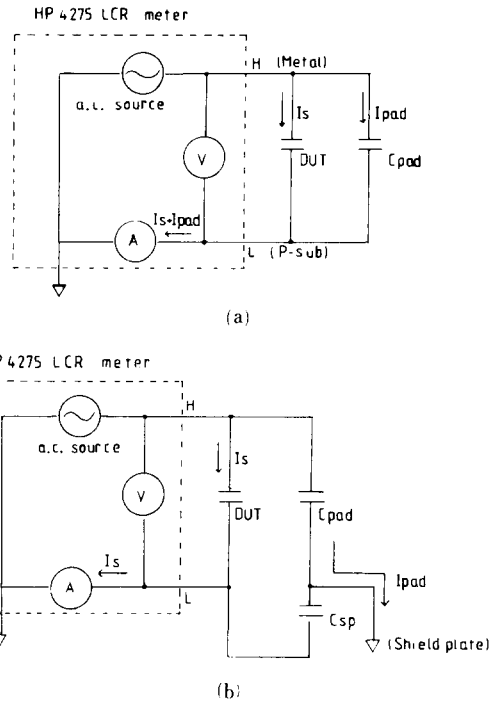 HP 4275 LCR meter
H (Metal)
a.c. source
Is
Ipad
V
DUT
Cpad
Is+Ipad
A
L (P-sub)
(a)
P 4275 LCR meter
H
a.c. source
Is
V
DUT
Cpad
Is
A
L
Ipad
Csp
(Shield plate)
(b)